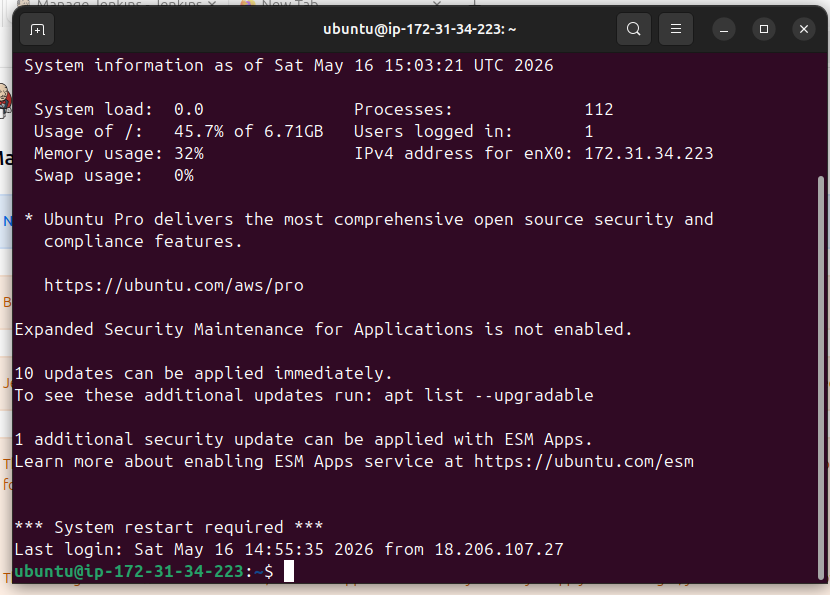 Manage Jenkins - Jenkins
New Tab
ubuntu@ip-172-31-34-223: ~
System information as of Sat May 16 15:03:21 UTC 2026
System load: 0.0 Processes: 112
Usage of /: 45.7% of 6.71GB Users logged in: 1
Memory usage: 32% IPv4 address for enX0: 172.31.34.223
Swap usage: 0%
* Ubuntu Pro delivers the most comprehensive open source security and
compliance features.
https://ubuntu.com/aws/pro
Expanded Security Maintenance for Applications is not enabled.
10 updates can be applied immediately.
To see these additional updates run: apt list --upgradable
1 additional security update can be applied with ESM Apps.
Learn more about enabling ESM Apps service at https://ubuntu.com/esm
*** System restart required ***
Last login: Sat May 16 14:55:35 2026 from 18.206.107.27
ubuntu@ip-172-31-34-223:~$